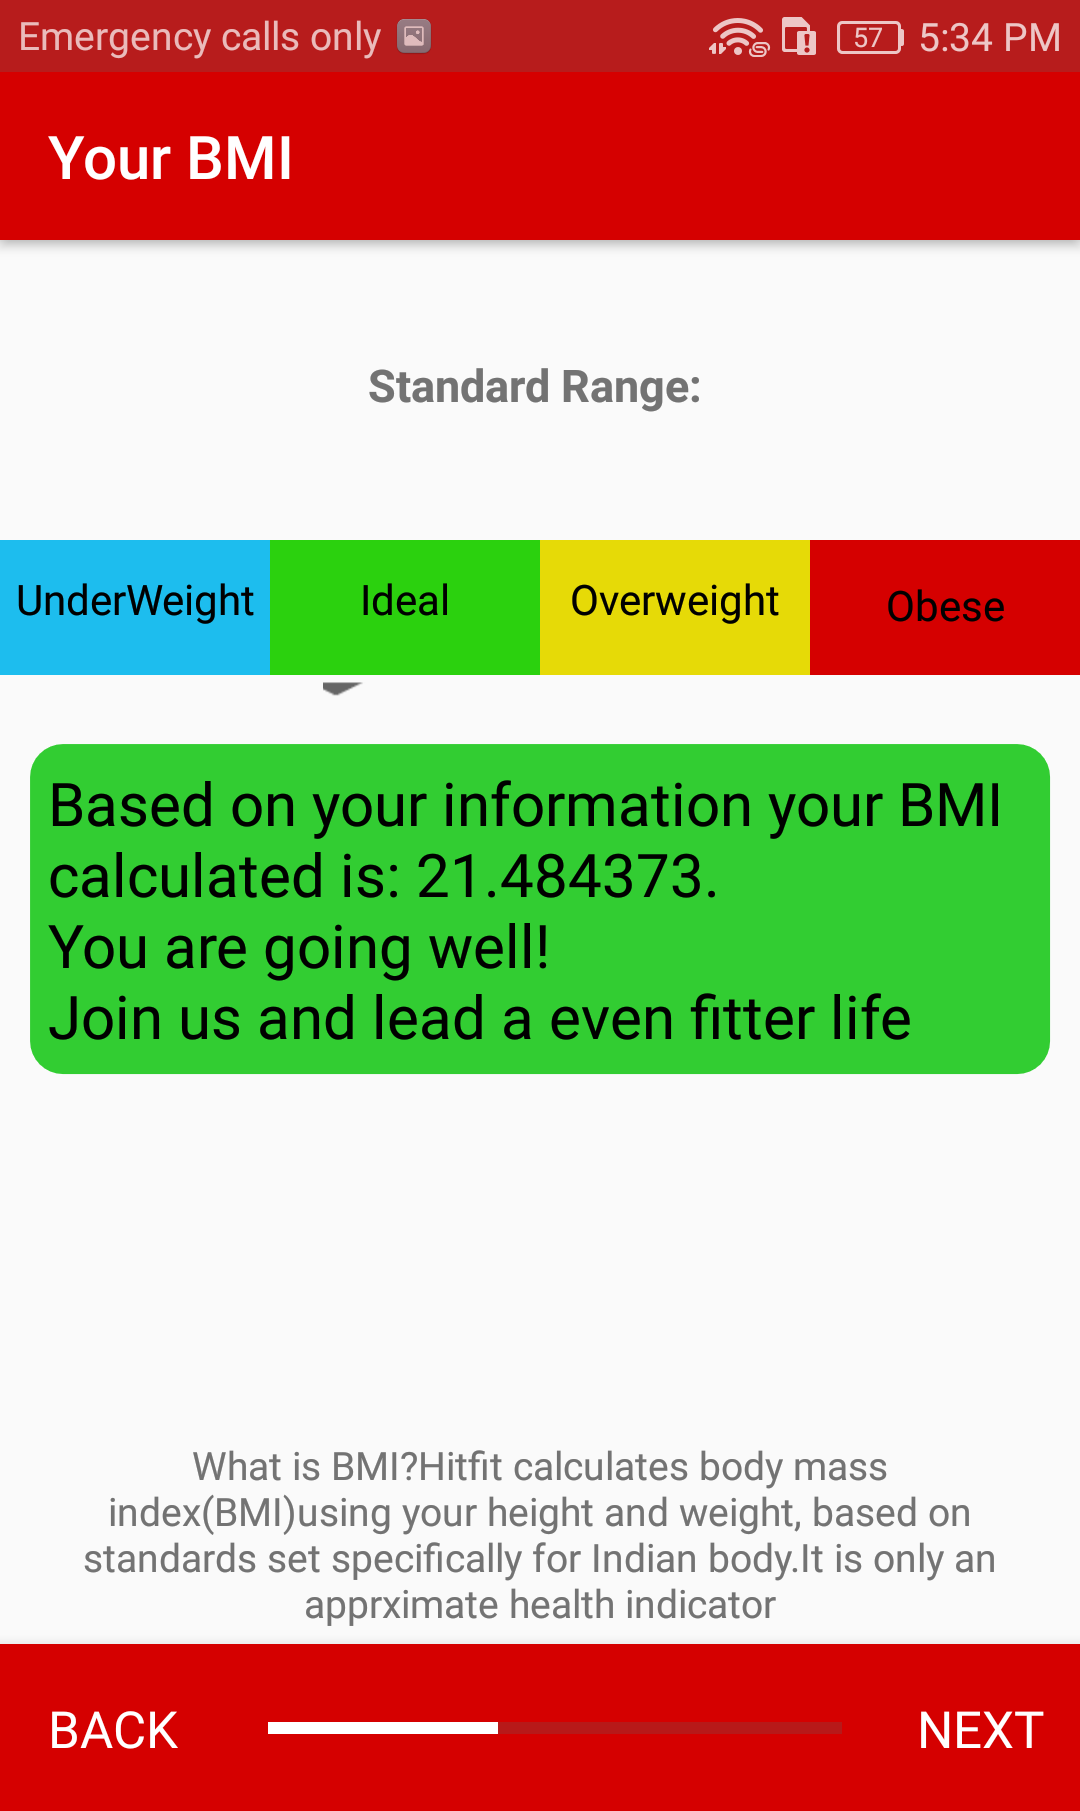 Emergency calls only
57 5:34 PM
Your BMI
Standard Range:
UnderWeight Ideal Overweight Obese
Based on your information your BMI
calculated is: 21.484373.
You are going well!
Join us and lead a even fitter life
What is BMI?Hitfit calculates body mass
index(BMI)using your height and weight, based on
standards set specifically for Indian body.It is only an
apprximate health indicator
BACK NEXT